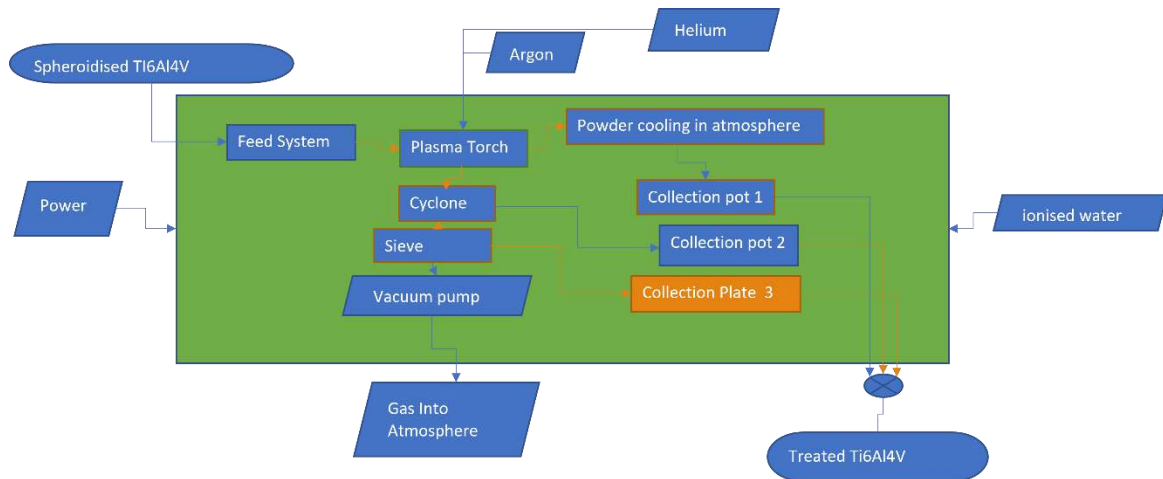 Helium
Argon
Spheroidised TI6Al4V
Powder cooling in atmosphere
Feed System
Plasma Torch
Collection pot 1
Power
Cyclone
ionised water
Collection pot 2
Sieve
Vacuum pump
Collection Plate 3
Gas Into
Atmosphere
Treated Ti6Al4V